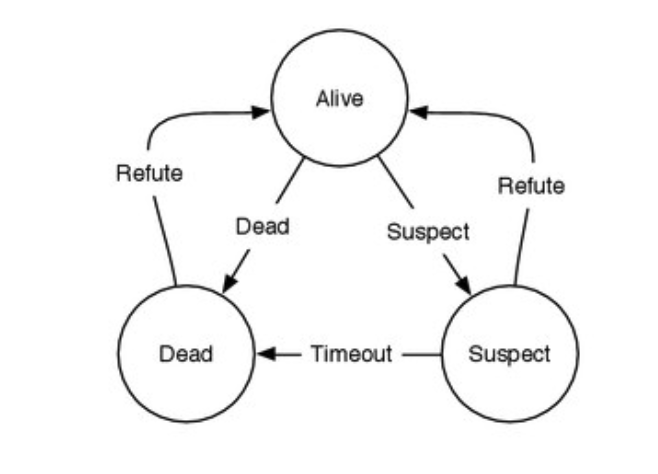 Alive
Refute
Refute
Dead
Suspect
Dead
Timeout
Suspect